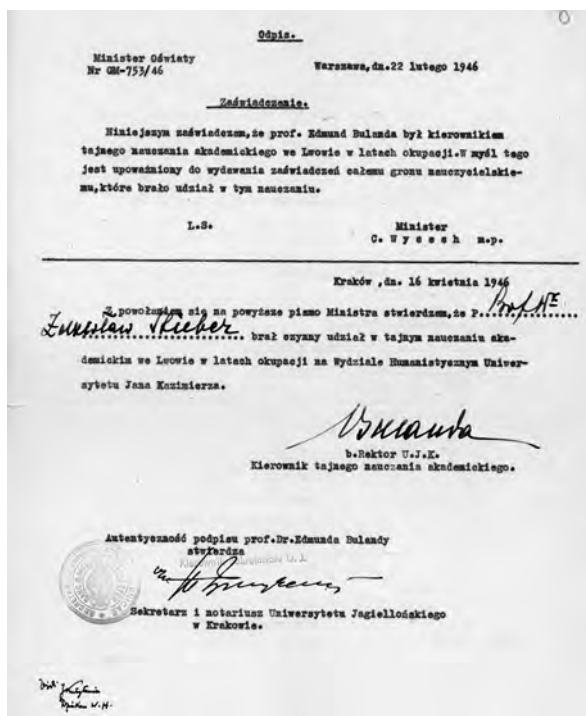 0
Odpis.
Minister Oświaty
Nr GM-753/46
Warszawa,dn.22 lutego 1946
Zaświadczenie.
Niniejszym zaświadczam,że prof. Edmund Bulanda był kierownikiem
tajnego nauczania akademickiego we Lwowie w latach okupacji.W myśl tego
jest upoważniony do wydawania zaświadczeń całemu gronu nauczycielskie-
mu,które brało udział w tym nauczaniu.
L.S.
Minister
C. W y c e c h m.p.
Kraków ,dn. 16 kwietnia 1946
Z powołaniem się na powyższe pismo Ministra stwierdzam,że P. Prof. 
Zdzisław Stieber brał czynny udział w tajnym nauczaniu aka-
demickim we Lwowie w latach okupacji na Wydziale Humanistycznym Uniwer-
sytetu Jana Kazimierza.
Bulanda
b.Rektor U.J.K.
Kierownik tajnego nauczania akademickiego.
Autentyczność podpisu prof.Dr.Edmunda Bulandy
stwierdza
Kierownik Sekretariatu U. J.
Sekretarz i notariusz Uniwersytetu Jagiellońskiego
w Krakowie.